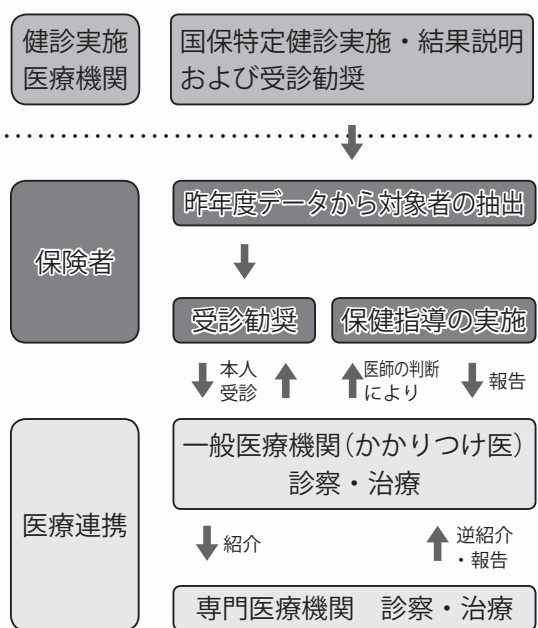 健診実施
医療機関
国保特定健診実施・結果説明
および受診勧奨
保険者
昨年度データから対象者の抽出
受診勧奨
保健指導の実施
本人
受診
医師の判断
により
報告
医療連携
一般医療機関(かかりつけ医)
診察・治療
紹介
逆紹介
・報告
専門医療機関　診察・治療